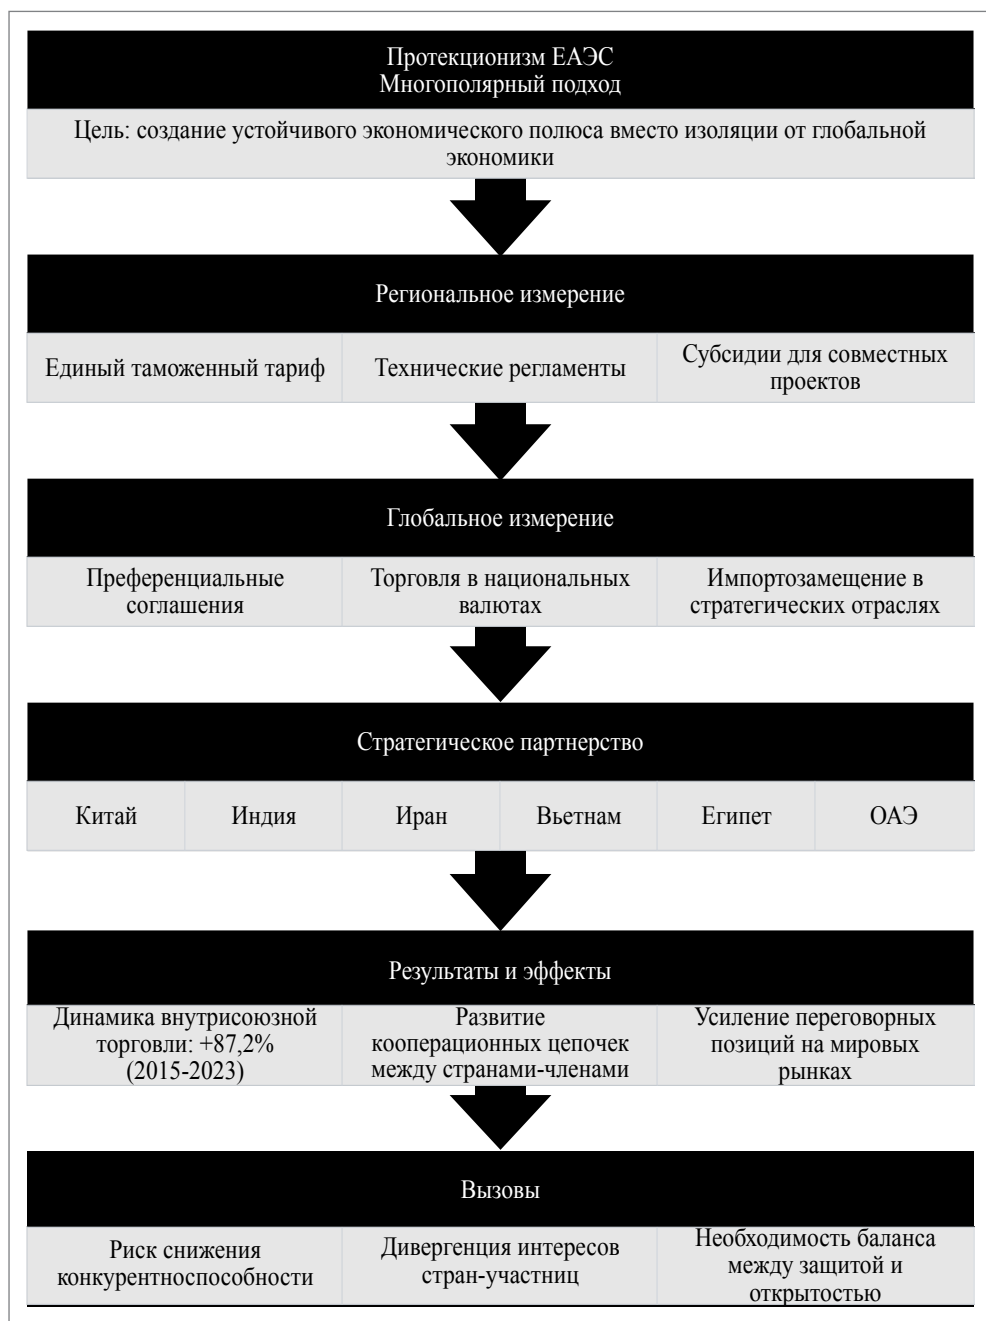 Протекционизм ЕАЭС
Многополярный подход
Цель: создание устойчивого экономического полюса вместо изоляции от глобальной
экономики
Региональное измерение
Единый таможенный тариф
Технические регламенты
Субсидии для совместных
проектов
Глобальное измерение
Преференциальные
соглашения
Торговля в национальных
валютах
Импортозамещение в
стратегических отраслях
Стратегическое партнерство
Китай
Индия
Иран
Вьетнам
Египет
ОАЭ
Результаты и эффекты
Динамика внутрисоюзной
торговли: +87,2%
(2015-2023)
Развитие
кооперационных цепочек
между странами-членами
Усиление переговорных
позиций на мировых
рынках
Вызовы
Риск снижения
конкурентноспособности
Дивергенция интересов
стран-участниц
Необходимость баланса
между защитой и
открытостью